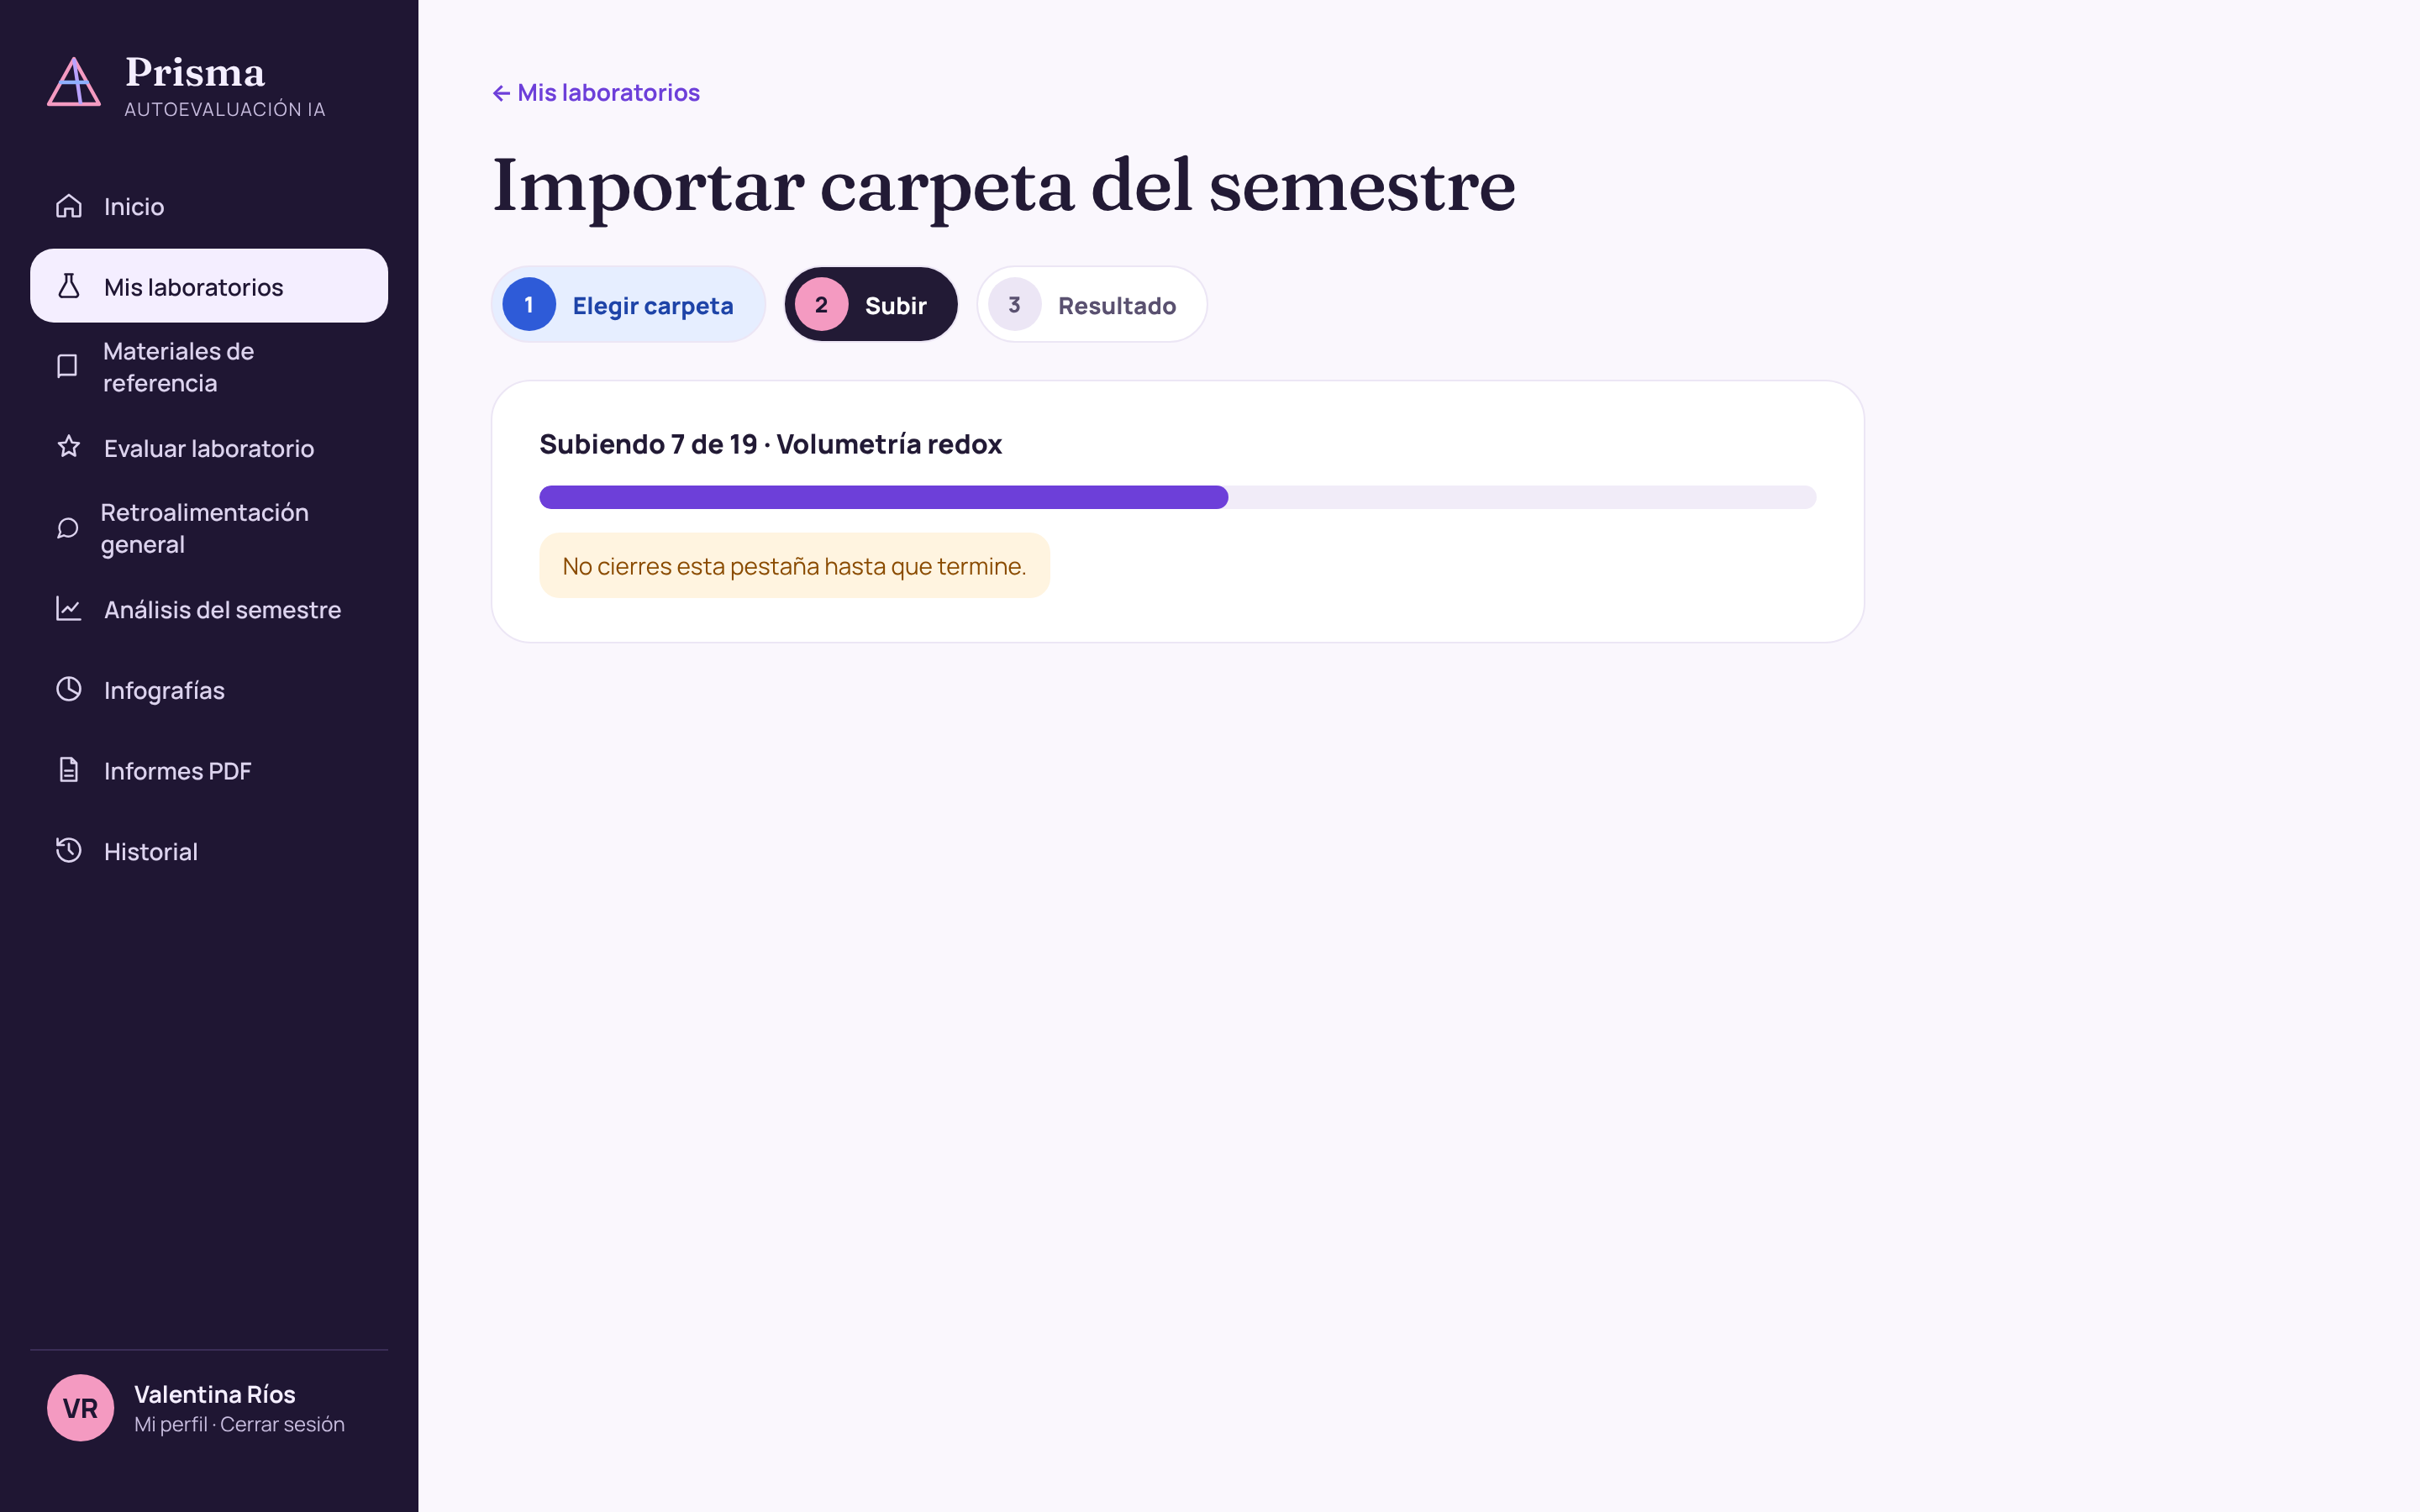 Prisma
AUTOEVALUACIÓN IA
Inicio
Mis laboratorios
Materiales de
referencia
Evaluar laboratorio
Retroalimentación
general
Análisis del semestre
Infografías
Informes PDF
Historial
VR
Valentina Ríos
Mi perfil · Cerrar sesión
← Mis laboratorios
Importar carpeta del semestre
1 Elegir carpeta
2 Subir
3 Resultado
Subiendo 7 de 19 · Volumetría redox
No cierres esta pestaña hasta que termine.